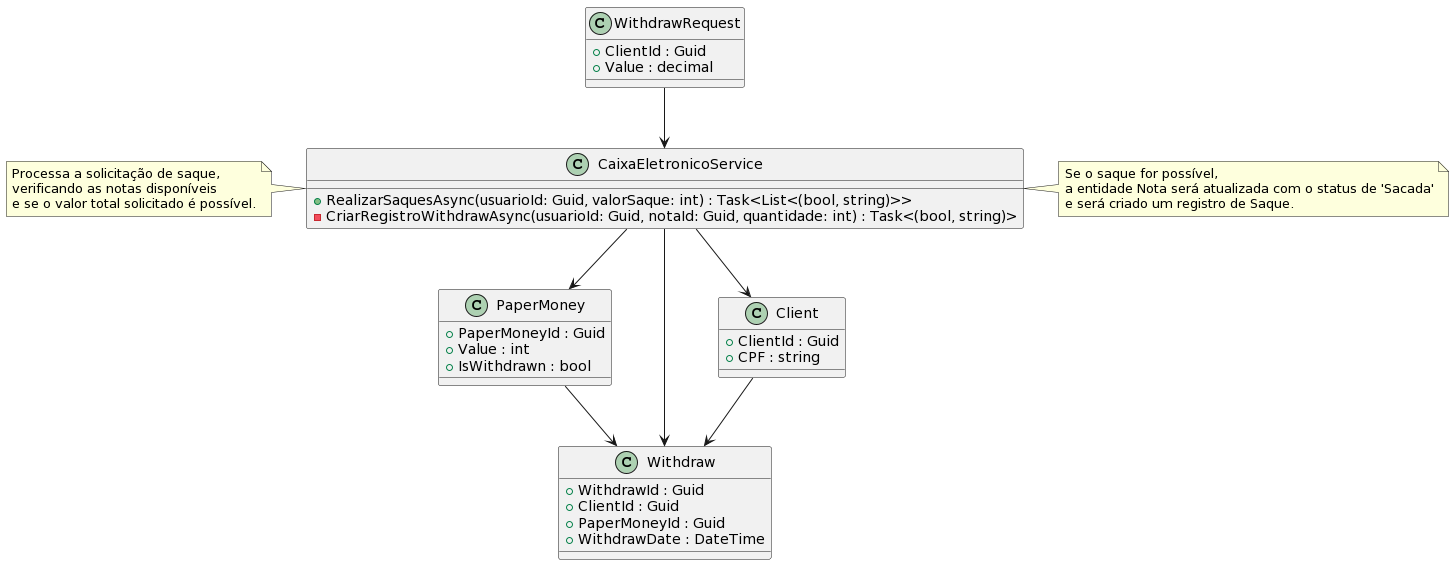 C WithdrawRequest
ClientId : Guid
Value : decimal
Processa a solicitação de saque,
verificando as notas disponíveis
e se o valor total solicitado é possível.
C CaixaEletronicoService
RealizarSaquesAsync(usuarioId: Guid, valorSaque: int) : Task<List<(bool, string)>>
CriarRegistroWithdrawAsync(usuarioId: Guid, notaId: Guid, quantidade: int) : Task<(bool, string)>
Se o saque for possível,
a entidade Nota será atualizada com o status de 'Sacada'
e será criado um registro de Saque.
C PaperMoney
PaperMoneyId : Guid
Value : int
IsWithdrawn : bool
C Client
ClientId : Guid
CPF : string
C Withdraw
WithdrawId : Guid
ClientId : Guid
PaperMoneyId : Guid
WithdrawDate : DateTime